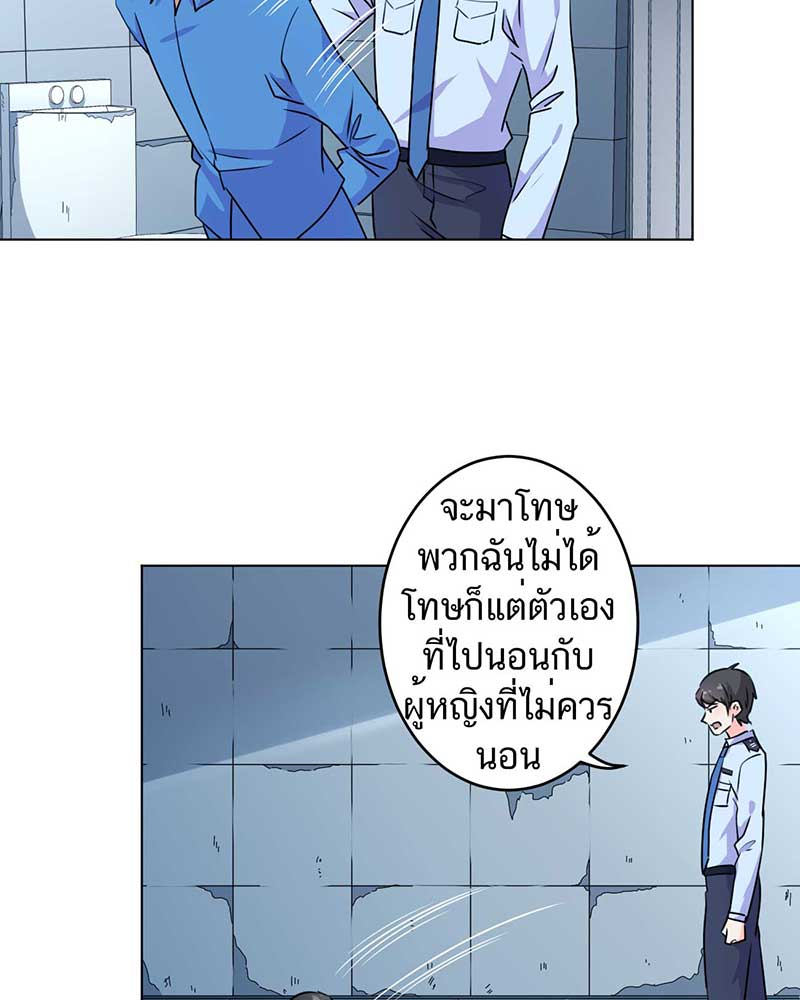 จะมาโทษ
พวกฉันไม่ได้
โทษก็แต่ตัวเอง
ที่ไปนอนกับ
ผู้หญิงที่ไม่ควร
นอน